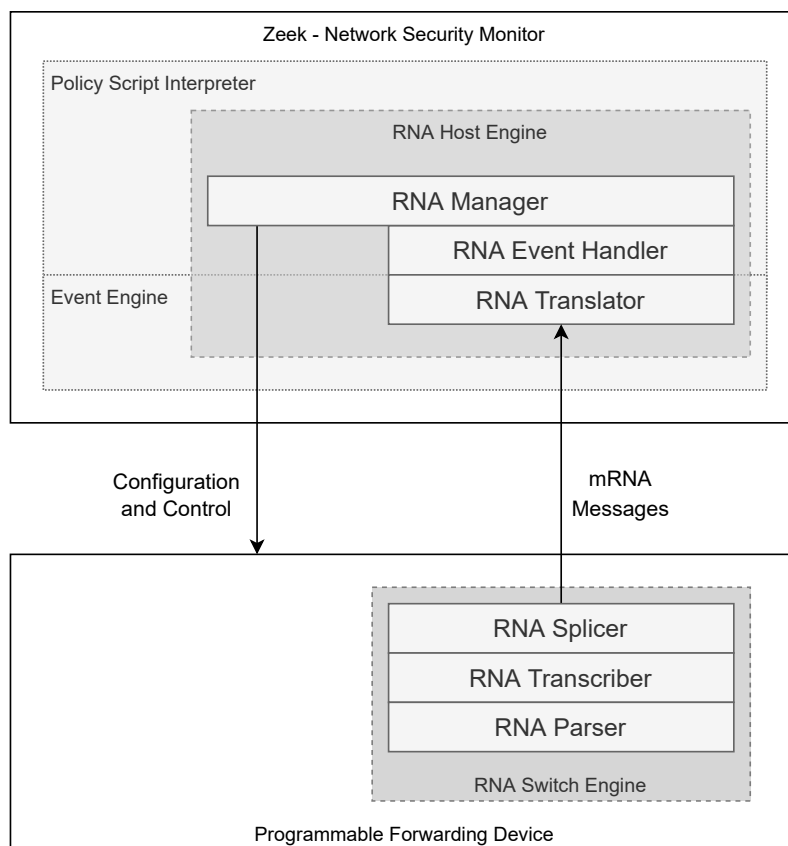 Zeek - Network Security Monitor
Policy Script Interpreter
RNA Host Engine
RNA Manager
RNA Event Handler
Event Engine
RNA Translator
Configuration
and Control
mRNA
Messages
RNA Splicer
RNA Transcriber
RNA Parser
RNA Switch Engine
Programmable Forwarding Device